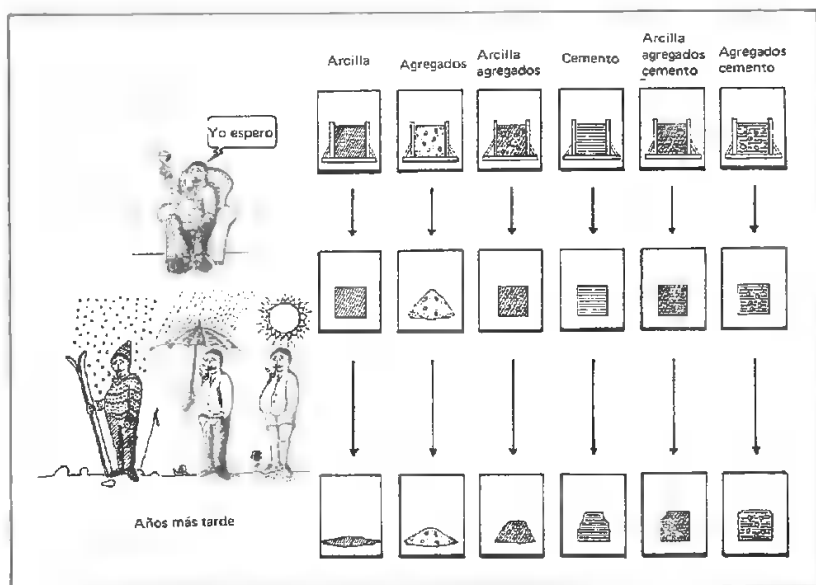 Arcilla
Agregados
Arcilla
agregados
Cemento
Arcilla
agregados
cemento
Agregados
cemento
Yo espero
Años más tarde